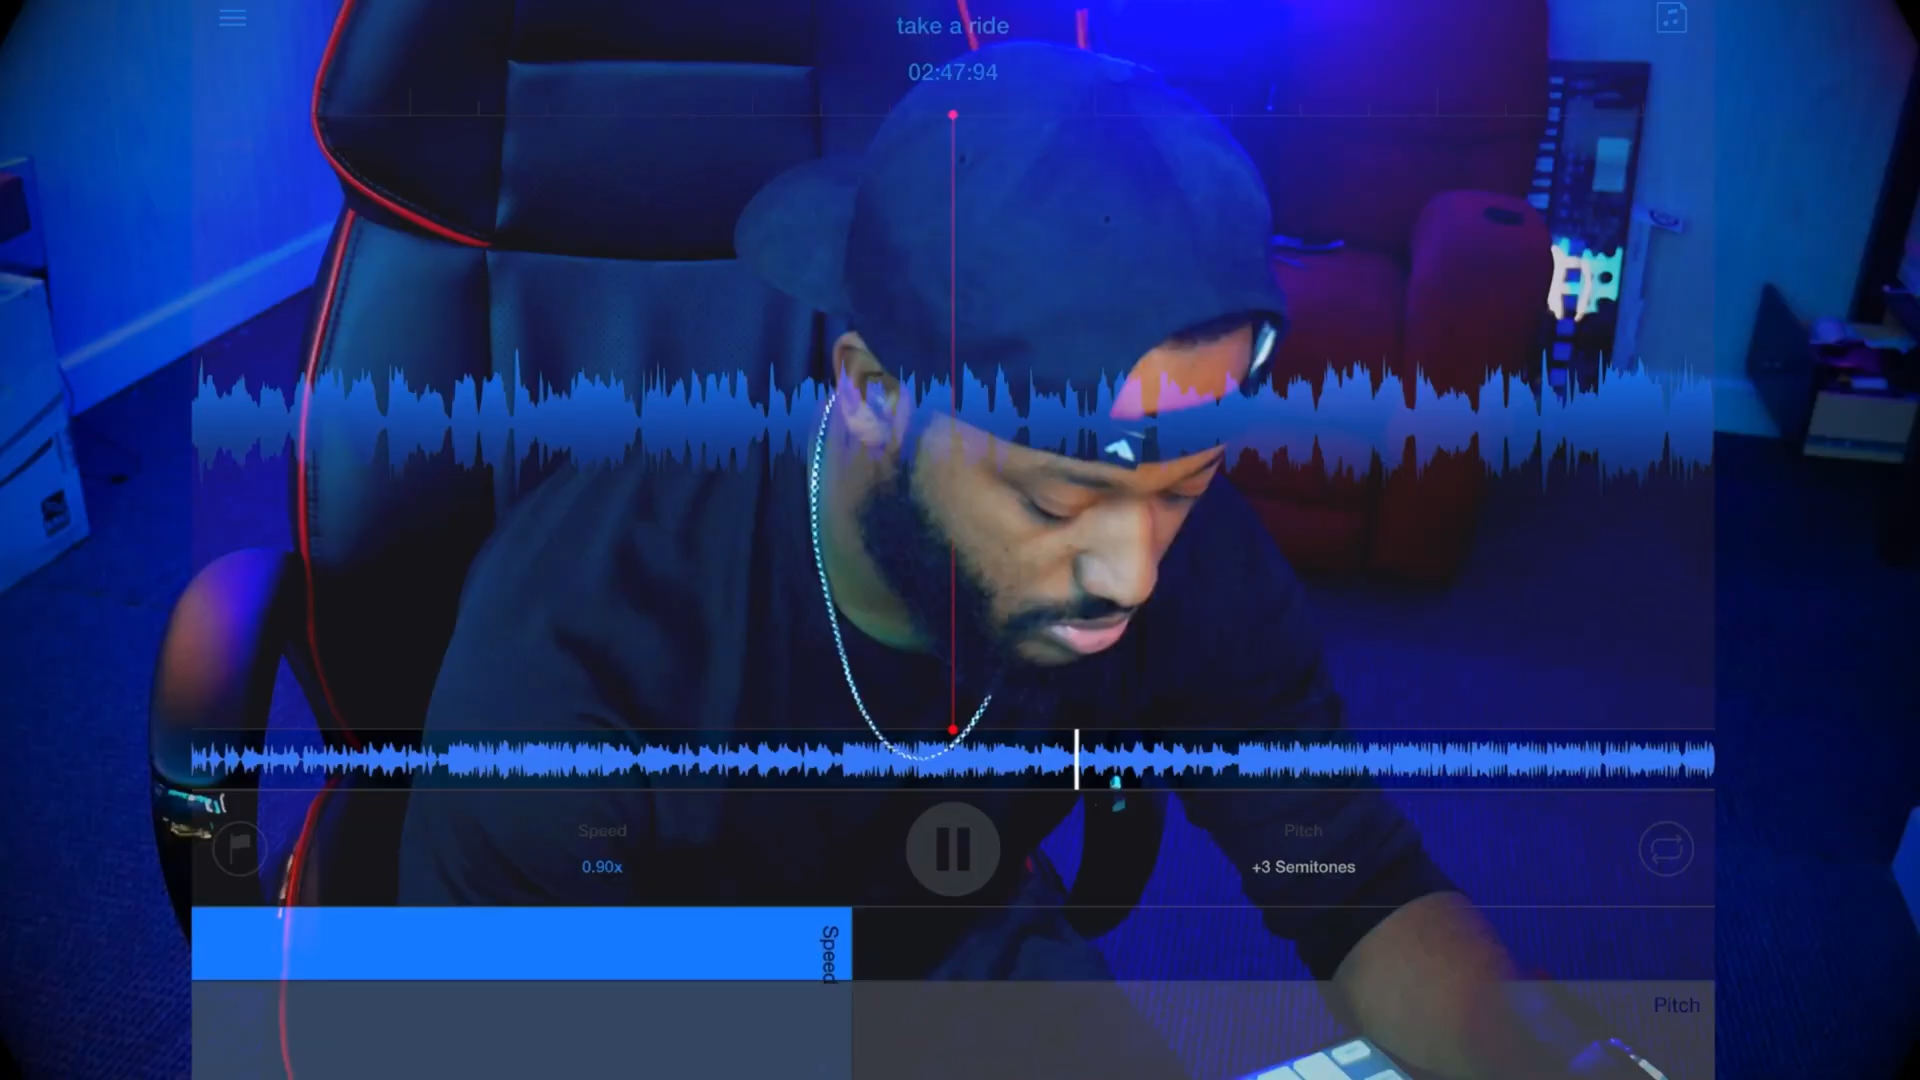 take a ride
02:47:94
Speed
Pitch
0.90x
+3 Semitones
Speed
Pitch